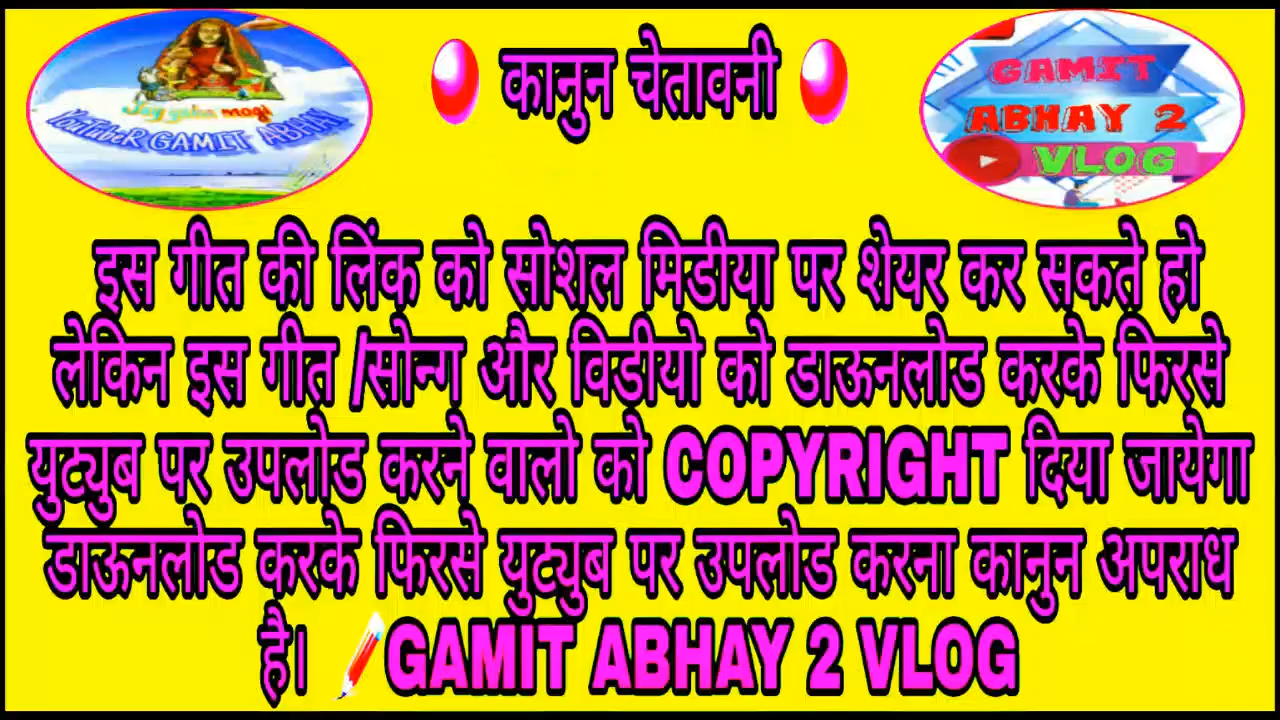 Jay yaha mogi
YouTubeR GAMIT ABHAY
कानुन चेतावनी
GAMIT
ABHAY 2
VLOG
इस गीत की लिंक को सोशल मिडीया पर शेयर कर सकते हो
लेकिन इस गीत /सोन्ग और विडीयो को डाऊनलोड करके फिरसे
युट्युब पर उपलोड करने वालो को COPYRIGHT दिया जायेगा
डाऊनलोड करके फिरसे युट्युब पर उपलोड करना कानुन अपराध
है। GAMIT ABHAY 2 VLOG